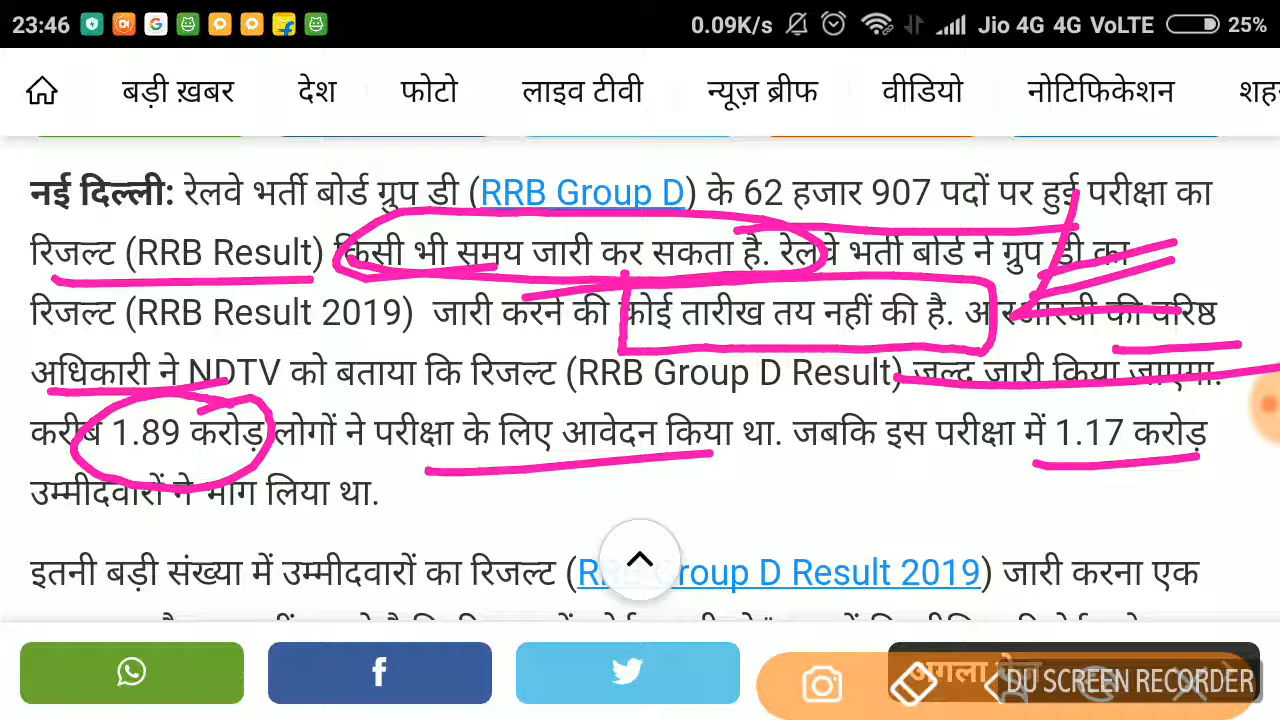 23:46 0.09K/s Jio 4G 4G VoLTE 25%
बड़ी ख़बर देश फोटो लाइव टीवी न्यूज़ ब्रीफ वीडियो नोटिफिकेशन
नई दिल्ली: रेलवे भर्ती बोर्ड ग्रुप डी (RRB Group D) के 62 हजार 907 पदों पर हुई परीक्षा का
रिजल्ट (RRB Result) किसी भी समय जारी कर सकता है. रेलवे भर्ती बोर्ड ने ग्रुप डी का
रिजल्ट (RRB Result 2019) जारी करने की कोई तारीख तय नहीं की है. आरआरबी की वरिष्ठ
अधिकारी ने NDTV को बताया कि रिजल्ट (RRB Group D Result) जल्द जारी किया जाएगा.
करीब 1.89 करोड़ लोगों ने परीक्षा के लिए आवेदन किया था. जबकि इस परीक्षा में 1.17 करोड़
उम्मीदवारों ने भाग लिया था.
इतनी बड़ी संख्या में उम्मीदवारों का रिजल्ट (RRB Group D Result 2019) जारी करना एक
f अगला DU SCREEN RECORDER